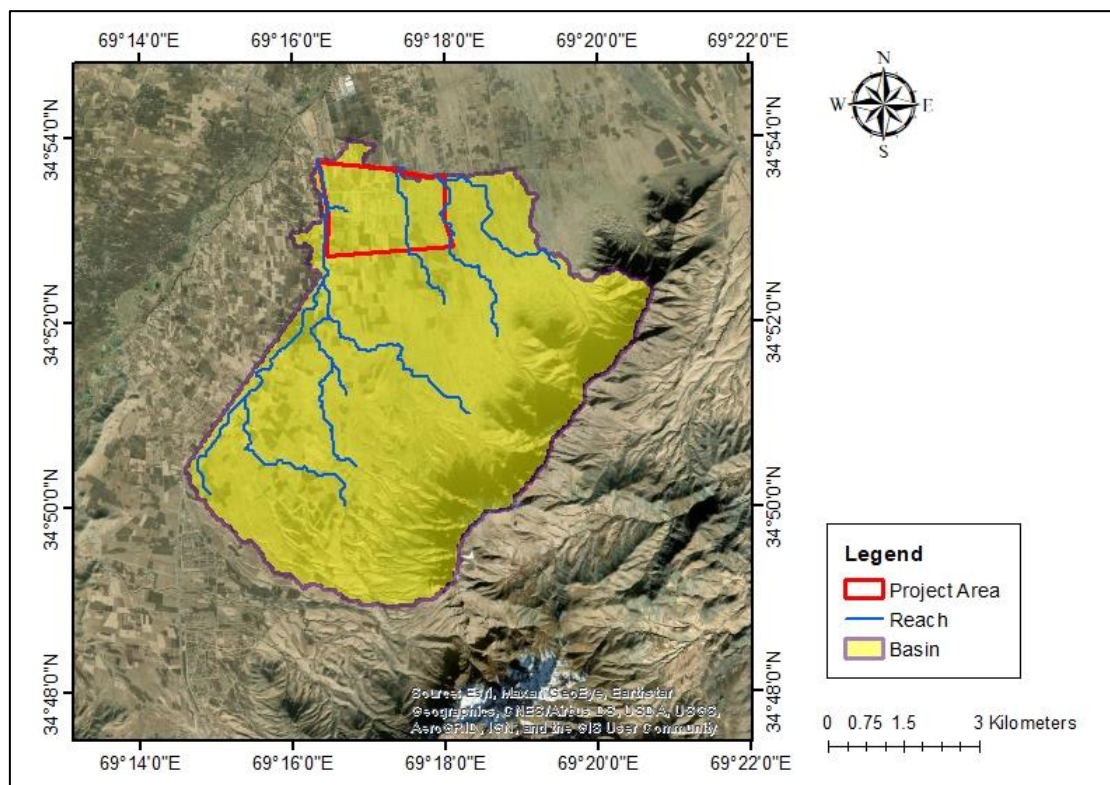 69°14'0"E 69°16'0"E 69°18'0"E 69°20'0"E 69°22'0"E
N
W E
S
34°54'0"N 34°54'0"N
34°52'0"N 34°52'0"N
34°50'0"N 34°50'0"N
34°48'0"N 34°48'0"N
Legend
Project Area
Reach
Basin
Source: Esri, Maxar, GeoEye, Earthstar
Geographics, CNES/Airbus DS, USDA, USGS,
AeroGRID, IGN, and the GIS User Community
0 0.75 1.5 3 Kilometers
69°14'0"E 69°16'0"E 69°18'0"E 69°20'0"E 69°22'0"E